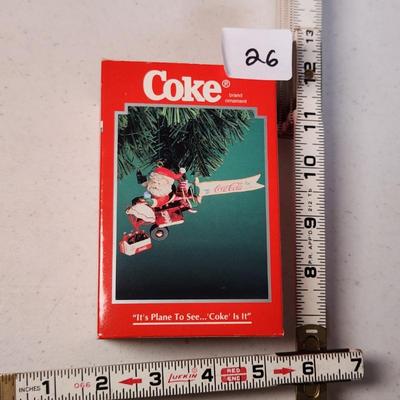 26
Coke®
brand
ornament
Coca-Cola
"It's Plane To See...'Coke' Is It"
INCHES 1 066 2 3 LUFKIN 4 RED END 5 6 7
13
12
11
10
9
8